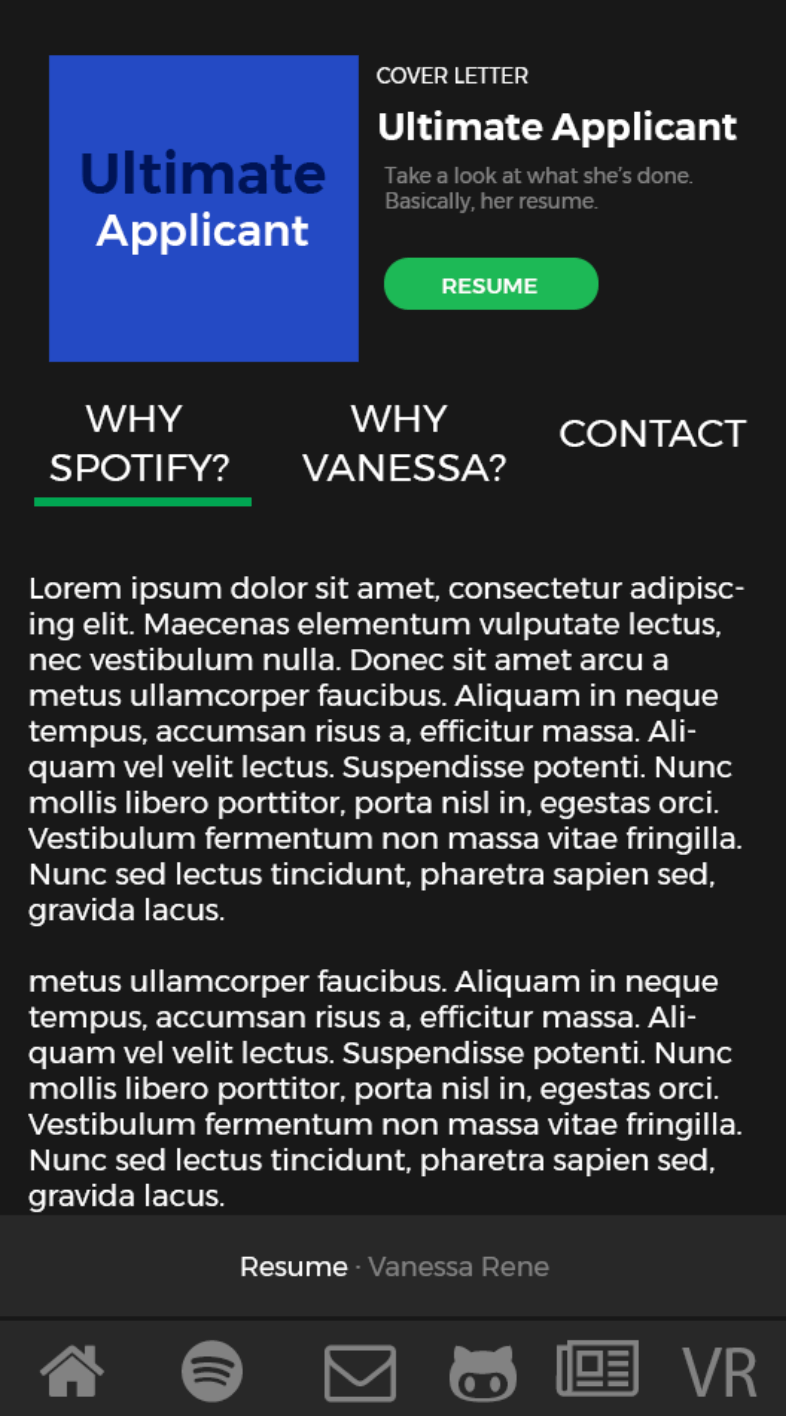 Ultimate
Applicant
COVER LETTER
Ultimate Applicant
Take a look at what she's done.
Basically, her resume.
RESUME
WHY
SPOTIFY?
WHY
VANESSA?
CONTACT
Lorem ipsum dolor sit amet, consectetur adipisc-
ing elit. Maecenas elementum vulputate lectus,
nec vestibulum nulla. Donec sit amet arcu a
metus ullamcorper faucibus. Aliquam in neque
tempus, accumsan risus a, efficitur massa. Ali-
quam vel velit lectus. Suspendisse potenti. Nunc
mollis libero porttitor, porta nisl in, egestas orci.
Vestibulum fermentum non massa vitae fringilla.
Nunc sed lectus tincidunt, pharetra sapien sed,
gravida lacus.
metus ullamcorper faucibus. Aliquam in neque
tempus, accumsan risus a, efficitur massa. Ali-
quam vel velit lectus. Suspendisse potenti. Nunc
mollis libero porttitor, porta nisl in, egestas orci.
Vestibulum fermentum non massa vitae fringilla.
Nunc sed lectus tincidunt, pharetra sapien sed,
gravida lacus.
Resume · Vanessa Rene
VR